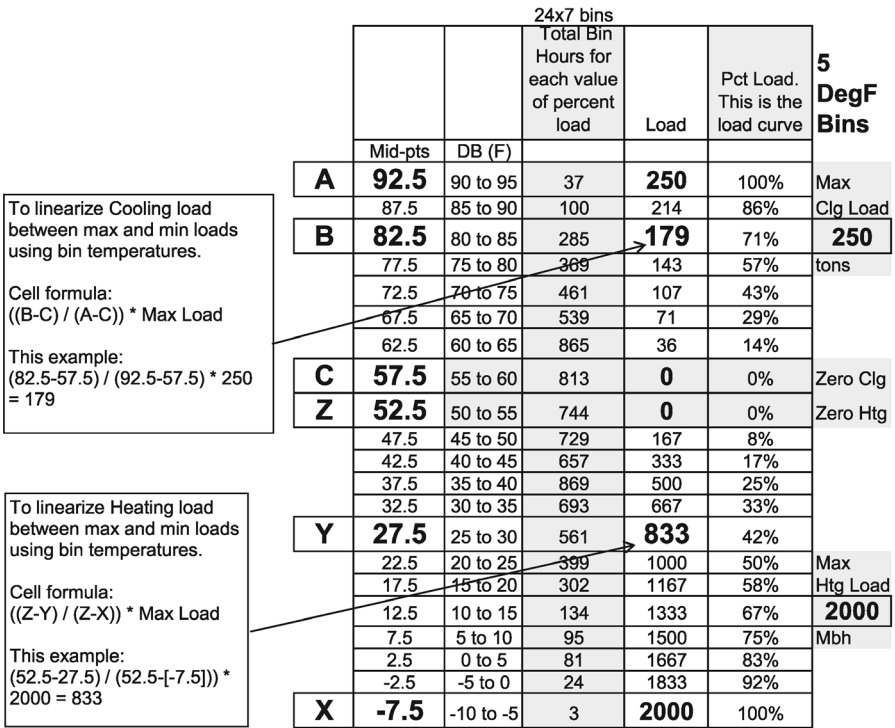 24x7 bins
Total Bin
Hours for
each value
of percent
load
Load
Pct Load.
This is the
load curve
5
DegF
Bins
Mid-pts DB (F)
A 92.5 90 to 95 37 250 100% Max
87.5 85 to 90 100 214 86% Clg Load
B 82.5 80 to 85 285 179 71% 250
77.5 75 to 80 369 143 57% tons
72.5 70 to 75 461 107 43%
67.5 65 to 70 539 71 29%
62.5 60 to 65 865 36 14%
C 57.5 55 to 60 813 0 0% Zero Clg
Z 52.5 50 to 55 744 0 0% Zero Htg
47.5 45 to 50 729 167 8%
42.5 40 to 45 657 333 17%
37.5 35 to 40 869 500 25%
32.5 30 to 35 693 667 33%
Y 27.5 25 to 30 561 833 42%
22.5 20 to 25 399 1000 50% Max
17.5 15 to 20 302 1167 58% Htg Load
12.5 10 to 15 134 1333 67% 2000
7.5 5 to 10 95 1500 75% Mbh
2.5 0 to 5 81 1667 83%
-2.5 -5 to 0 24 1833 92%
X -7.5 -10 to -5 3 2000 100%
To linearize Cooling load
between max and min loads
using bin temperatures.
Cell formula:
((B-C) / (A-C)) * Max Load
This example:
(82.5-57.5) / (92.5-57.5) * 250
= 179
To linearize Heating load
between max and min loads
using bin temperatures.
Cell formula:
((Z-Y) / (Z-X)) * Max Load
This example:
(52.5-27.5) / (52.5-[-7.5])) *
2000 = 833